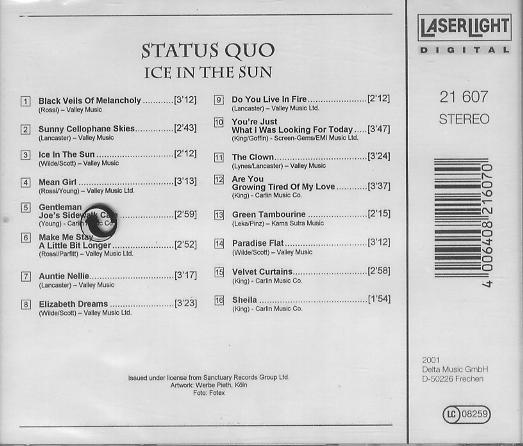 STATUS QUO
ICE IN THE SUN
1 Black Veils Of Melancholy ............[3'12]
(Rossi) – Valley Music
2 Sunny Cellophane Skies................[2'43]
(Lancaster) – Valley Music
3 Ice In The Sun ..............................[2'12]
(Wilde/Scott) – Valley Music
4 Mean Girl ......................................[3'13]
(Rossi/Young) – Valley Music Ltd.
5 Gentleman
Joe's Sidewalk ....................[2'59]
(Young) - Carlin Music Co.
6 Make Me Stay
A Little Bit Longer ........................[2'52]
(Rossi/Parfitt) – Valley Music Ltd.
7 Auntie Nellie..................................[3'17]
(Lancaster) – Valley Music
8 Elizabeth Dreams ..........................[3'23]
(Wilde/Scott) – Valley Music Ltd.
9 Do You Live In Fire........................[2'12]
(Lancaster) – Valley Music Ltd.
10 You're Just
What I Was Looking For Today......[3'47]
(King/Goffin) - Screen-Gems/EMI Music Ltd.
11 The Clown......................................[3'24]
(Lynes/Lancaster) – Valley Music
12 Are You
Growing Tired Of My Love ............[3'37]
(King) - Carlin Music Co.
13 Green Tambourine ........................[2'15]
(Leka/Pinz) – Kama Sutra Music
14 Paradise Flat ................................[3'12]
(Wilde/Scott) – Valley Music
15 Velvet Curtains..............................[2'58]
(King) - Carlin Music Co.
16 Sheila ............................................[1'54]
(King) - Carlin Music Co.
Issued under license from Sanctuary Records Group Ltd.
Artwork: Werbe Pieth, Köln
Foto: Fotex
LASERLIGHT
DIGITAL
21 607
STEREO
4 006408 216070
2001
Delta Music GmbH
D-50226 Frechen
LC 08259